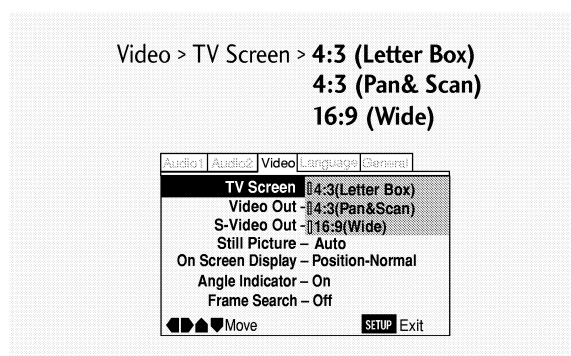 Video > TV Screen > 4:3 (Letter Box)
4:3 (Pan& Scan)
16:9 (Wide)
Audio1 Audio2 Video Language General
TV Screen 4:3(Letter Box)
Video Out - 4:3(Pan&Scan)
S-Video Out - 16:9(Wide)
Still Picture – Auto
On Screen Display – Position-Normal
Angle Indicator – On
Frame Search – Off
Move SETUP Exit